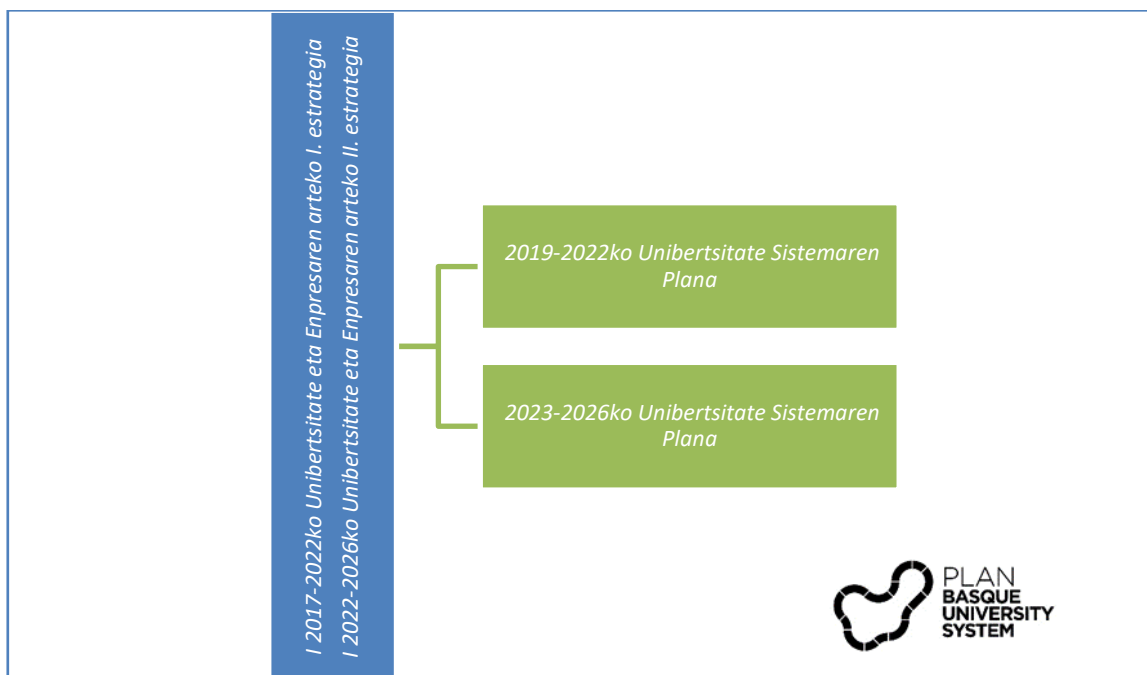 I 2017-2022ko Unibertsitate eta Enpresaren arteko I. estrategia
I 2022-2026ko Unibertsitate eta Enpresaren arteko II. estrategia
2019-2022ko Unibertsitate Sistemaren
Plana
2023-2026ko Unibertsitate Sistemaren
Plana
PLAN
BASQUE
UNIVERSITY
SYSTEM